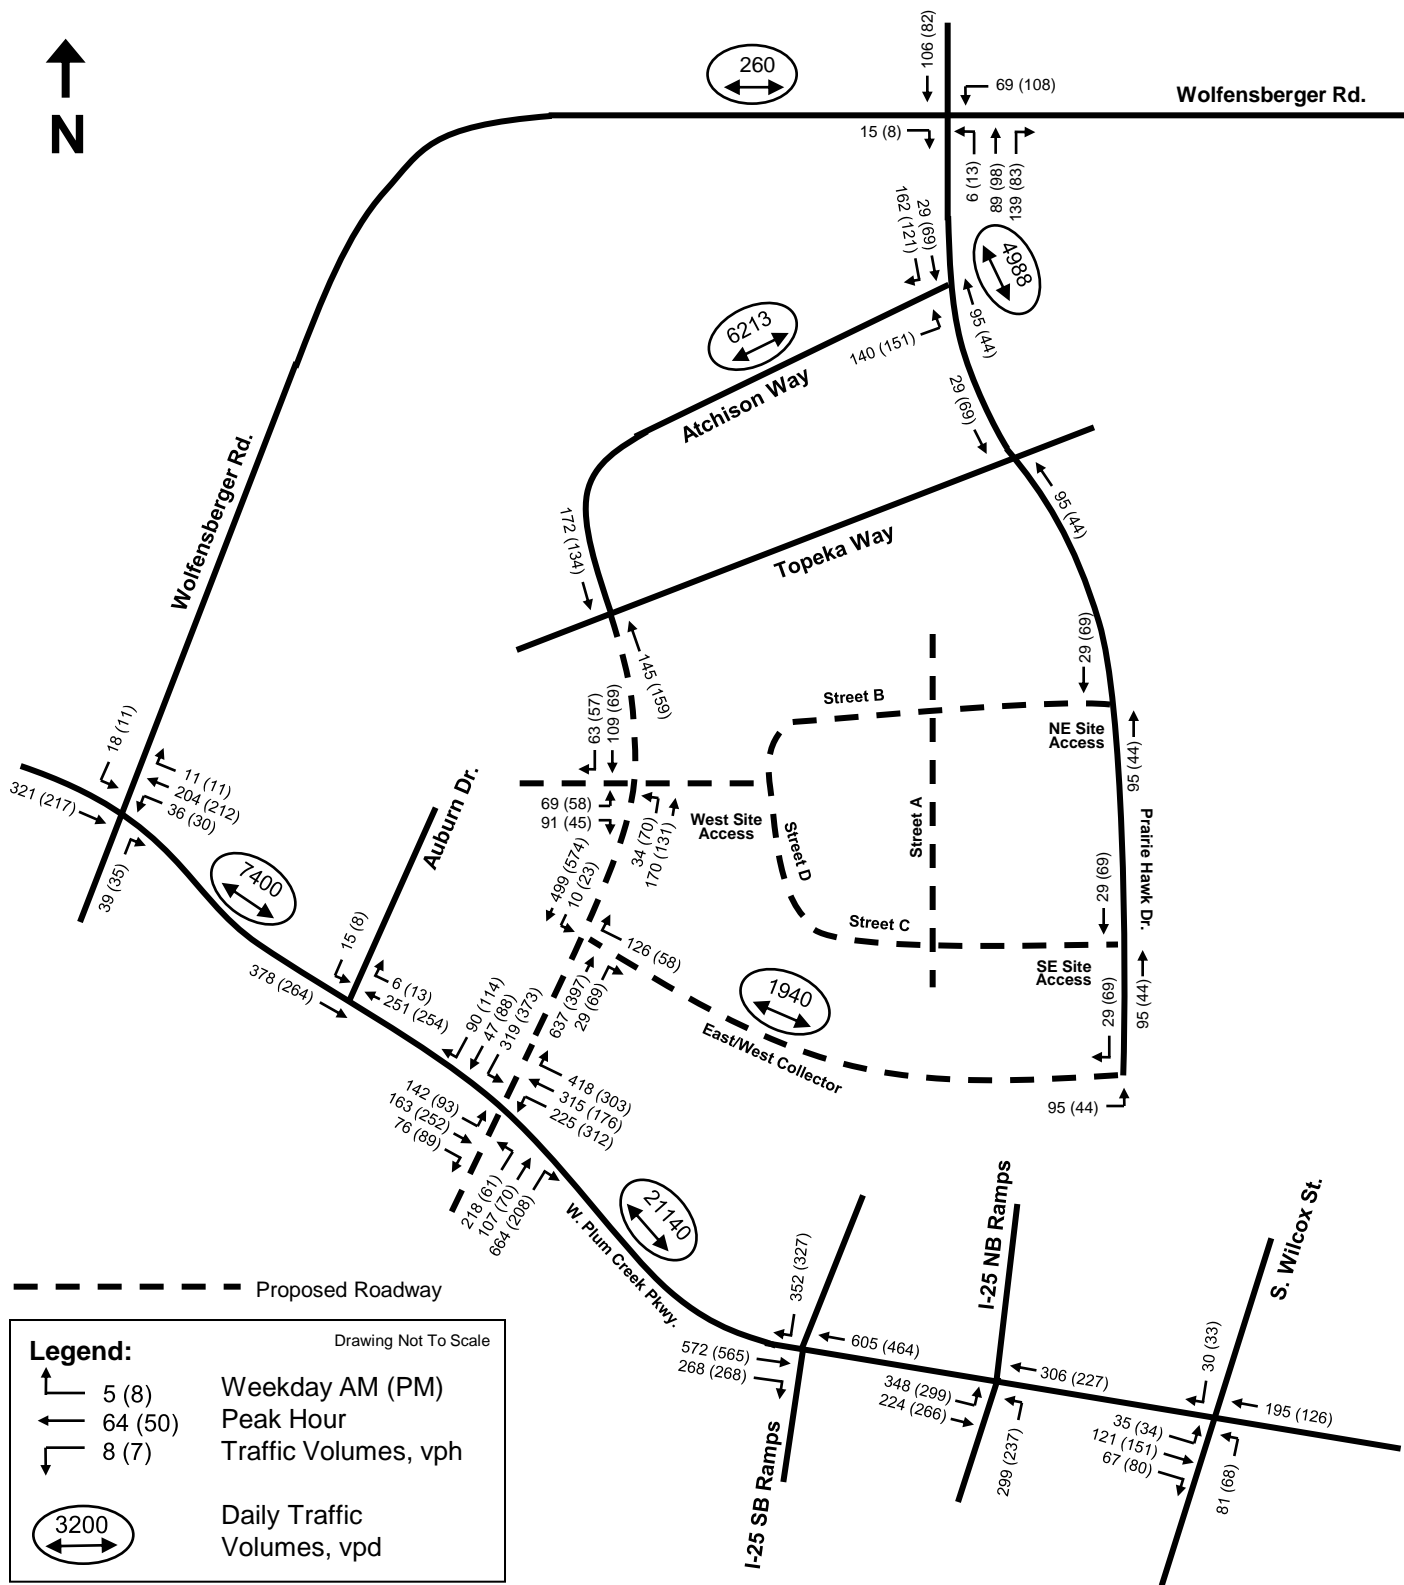 106 (82)
260
69 (108)
Wolfensberger Rd.
N
15 (8)
6 (13)
89 (98)
139 (83)
29 (69)
162 (121)
4988
6213
95 (44)
140 (151)
Atchison Way
29 (69)
Wolfensberger Rd.
172 (134)
Topeka Way
95 (44)
145 (159)
29 (69)
63 (57)
109 (69)
Street B
NE Site
Access
18 (11)
11 (11)
204 (212)
36 (30)
321 (217)
39 (35)
Auburn Dr.
69 (58)
91 (45)
34 (70)
170 (131)
West Site
Access
Street A
Street D
95 (44)
Prairie Hawk Dr.
7400
499 (574)
10 (23)
29 (69)
Street C
15 (8)
126 (58)
SE Site
Access
378 (264)
6 (13)
251 (254)
90 (114)
47 (88)
319 (373)
637 (397)
29 (69)
1940
East/West Collector
29 (69)
95 (44)
95 (44)
142 (93)
163 (252)
76 (89)
418 (303)
315 (176)
225 (312)
218 (61)
107 (70)
664 (208)
21140
W. Plum Creek Pkwy.
I-25 NB Ramps
S. Wilcox St.
352 (327)
Proposed Roadway
572 (565)
268 (268)
605 (464)
348 (299)
224 (266)
306 (227)
30 (33)
195 (126)
35 (34)
121 (151)
67 (80)
299 (237)
81 (68)
I-25 SB Ramps
Drawing Not To Scale
Legend:
5 (8)
64 (50)
8 (7)
Weekday AM (PM)
Peak Hour
Traffic Volumes, vph
3200
Daily Traffic
Volumes, vpd